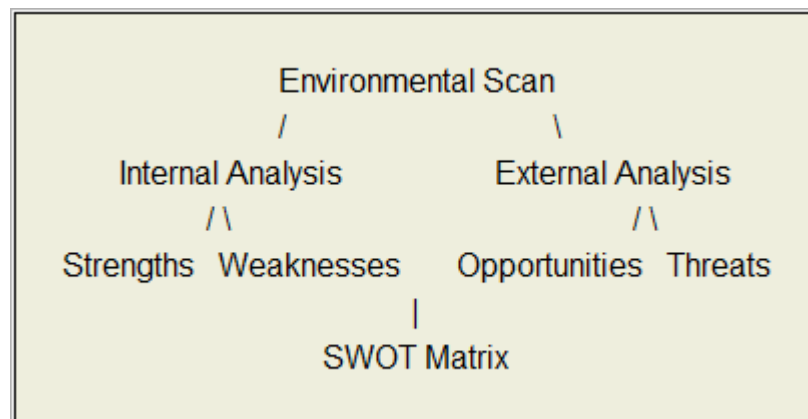 Environmental Scan
/ \
Internal Analysis External Analysis
/ \ / \
Strengths Weaknesses Opportunities Threats
|
SWOT Matrix